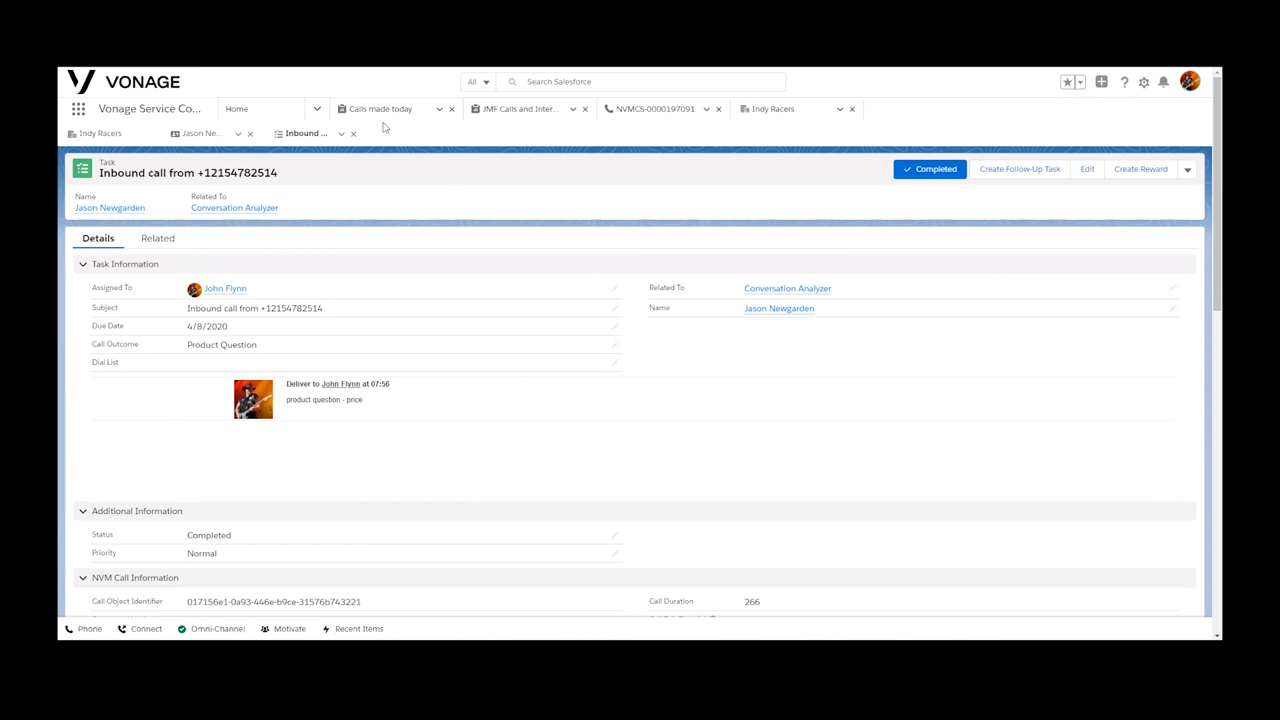 VONAGE
All
Search Salesforce
Vonage Service Co...
Home
Calls made today
JMF Calls and Inter...
NVMCS-0000197091
Indy Racers
Indy Racers
Jason Ne...
Inbound ...
Task
Inbound call from +12154782514
Completed
Create Follow-Up Task
Edit
Create Reward
Name
Related To
Jason Newgarden
Conversation Analyzer
Details
Related
Task Information
Assigned To
John Flynn
Related To
Conversation Analyzer
Subject
Inbound call from +12154782514
Name
Jason Newgarden
Due Date
4/8/2020
Call Outcome
Product Question
Dial List
Deliver to John Flynn at 07:56
product question - price
Additional Information
Status
Completed
Priority
Normal
NVM Call Information
Call Object Identifier
017156e1-0a93-446e-b9ce-31576b743221
Call Duration
266
Phone
Connect
Omni-Channel
Motivate
Recent Items